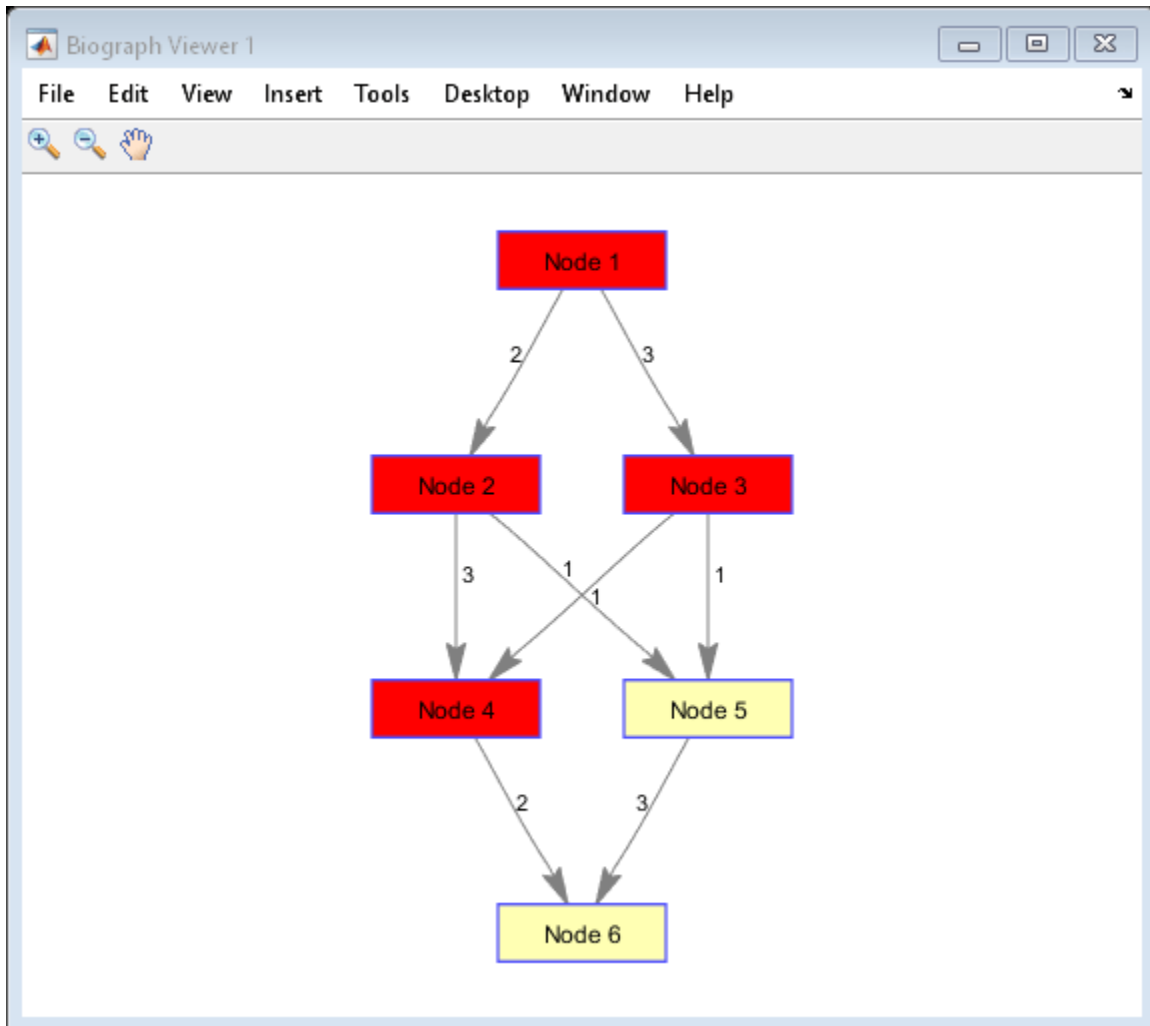 Biograph Viewer 1
File Edit View Insert Tools Desktop Window Help
Node 1
2 3
Node 2 Node 3
3 1 1 1
Node 4 Node 5
2 3
Node 6